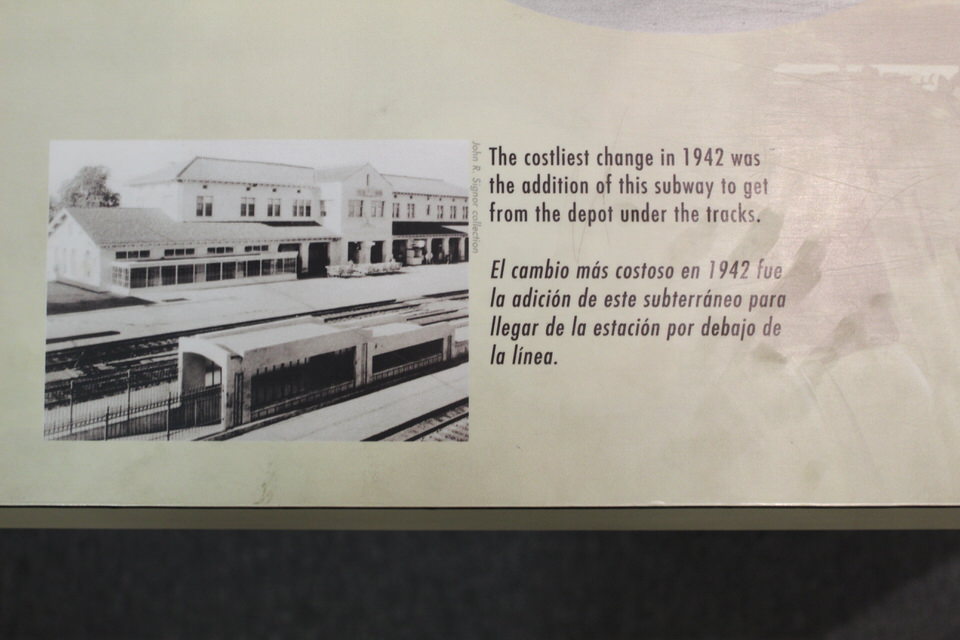 The costliest change in 1942 was
the addition of this subway to get
from the depot under the tracks.
El cambio más costoso en 1942 fue
la adición de este subterráneo para
llegar de la estación por debajo de
la línea.
John R. Signor collection